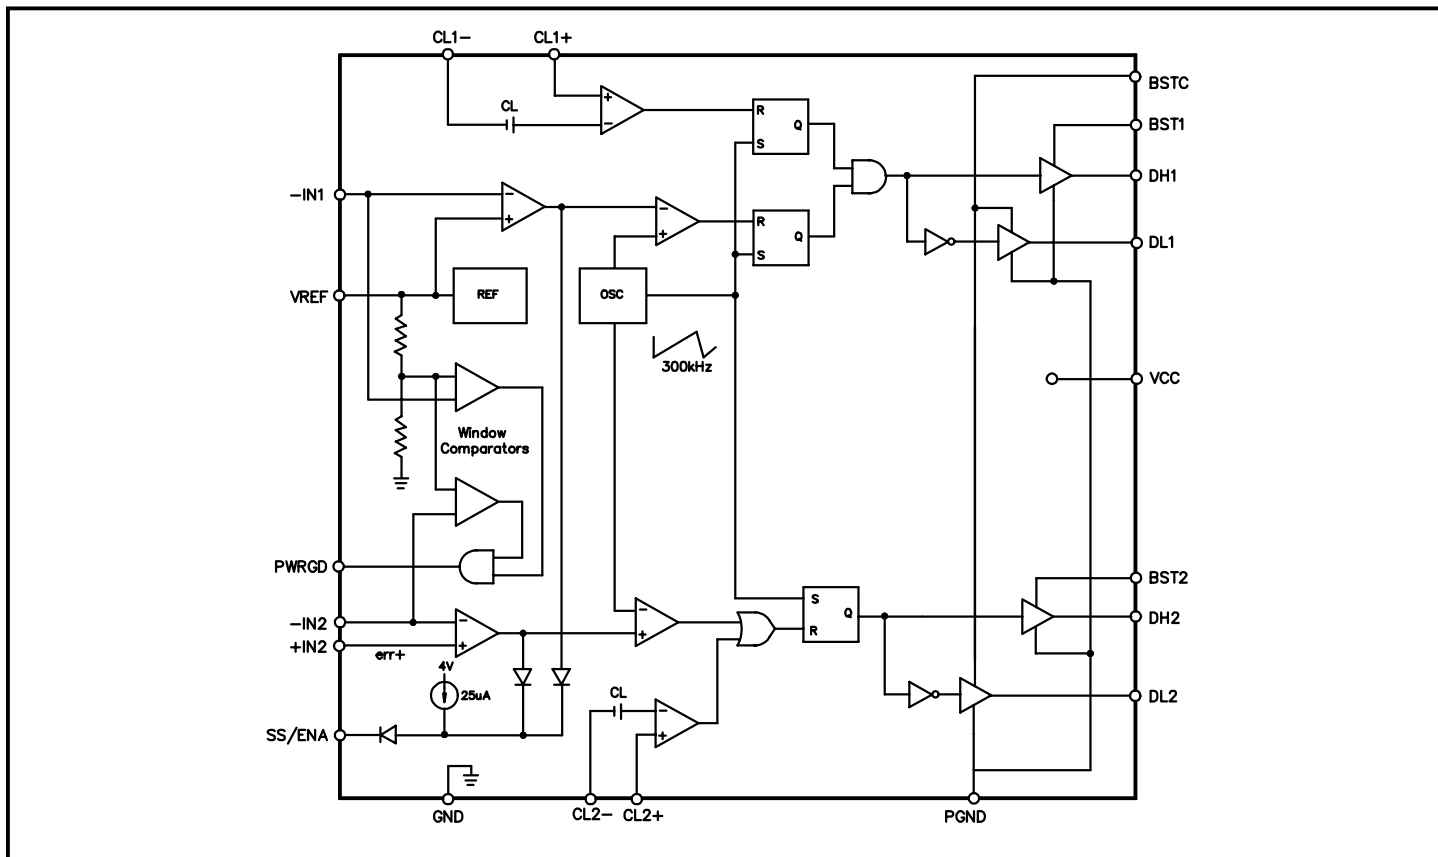 CL1-
CL1+
BSTC
CL
+
-
R
Q
S
BST1
DH1
-IN1
-
+
-
+
R
Q
S
DL1
VREF
REF
OSC
300kHz
VCC
Window
Comparators
PWRGD
BST2
S
Q
R
-
+
DH2
-IN2
+IN2
-
+
err+
4V
25uA
CL
-
+
DL2
SS/ENA
GND
CL2-
CL2+
PGND